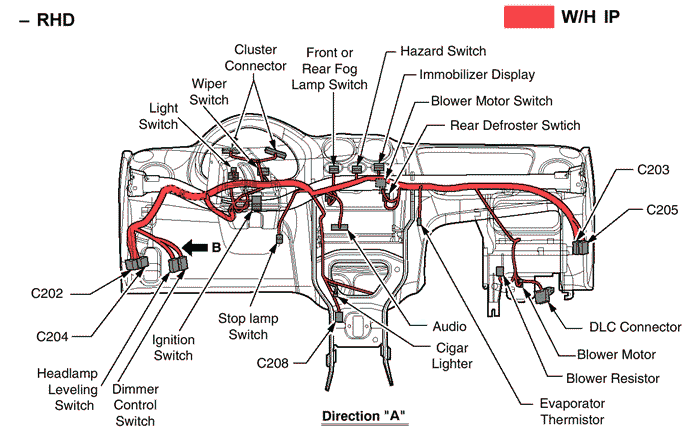 – RHD
W/H IP
Cluster
Connector
Wiper
Switch
Light
Switch
Front or
Rear Fog
Lamp Switch
Hazard Switch
Immobilizer Display
Blower Motor Switch
Rear Defroster Swtich
C203
C205
B
C202
C204
Headlamp
Leveling
Switch
Dimmer
Control
Switch
Ignition
Switch
Stop lamp
Switch
C208
Audio
Cigar
Lighter
DLC Connector
Blower Motor
Blower Resistor
Evaporator
Thermistor
Direction "A"